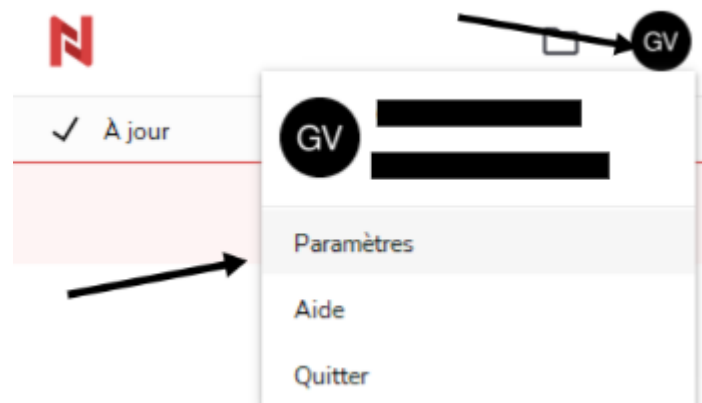 N
GV
À jour
GV
Paramètres
Aide
Quitter